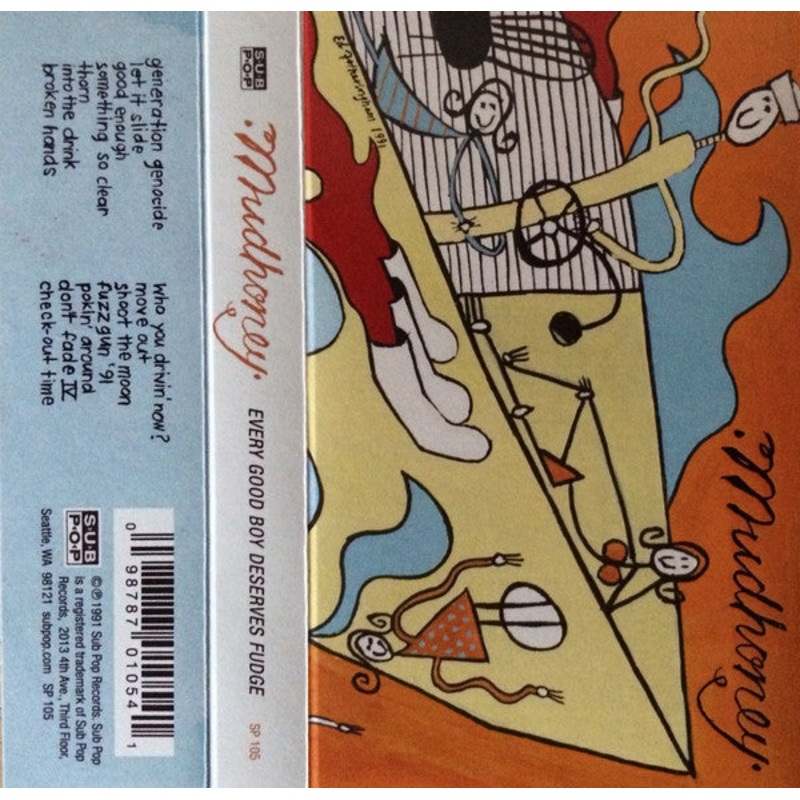 Mudhoney.
Ed Fotheringham 1991
SUB
POP
Mudhoney.
EVERY GOOD BOY DESERVES FUDGE
SP 105
generation genocide
let it slide
good enough
something so clear
thorn
into the drink
broken hands
who you drivin' now?
move out
shoot the moon
fuzzgun '91
pokin' around
don't fade IV
check-out time
0 98787 01054 1
SUB
POP
©℗ 1991 Sub Pop Records. Sub Pop
is a registered trademark of Sub Pop
Records, 2013 4th Ave., Third Floor,
Seattle, WA 98121 subpop.com SP 105